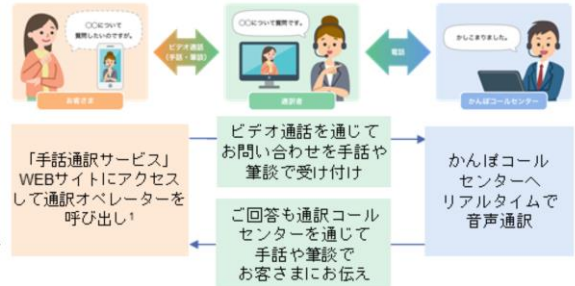 〇〇について
質問したいのですが。
ビデオ通話
(手話・筆談)
〇〇について質問です。
電話
かしこまりました。
お客さま
通訳者
かんぽコールセンター
「手話通訳サービス」
WEBサイトにアクセス
して通訳オペレーターを
呼び出し1
ビデオ通話を通じて
お問い合わせを手話や
筆談で受け付け
ご回答も通訳コール
センターを通じて
手話や筆談で
お客さまにお伝え
かんぽコール
センターへ
リアルタイムで
音声通訳